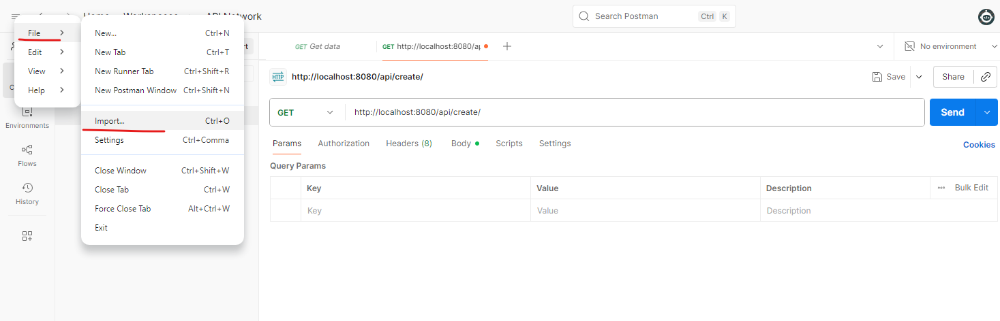 Home Workspaces API Network
Search Postman Ctrl K
File
Edit
View
Help
New... Ctrl+N
New Tab Ctrl+T
New Runner Tab Ctrl+Shift+R
New Postman Window Ctrl+Shift+N
Import... Ctrl+O
Settings Ctrl+Comma
Close Window Ctrl+Shift+W
Close Tab Ctrl+W
Force Close Tab Alt+Ctrl+W
Exit
Environments
Flows
History
GET Get data
GET http://localhost:8080/ap
No environment
HTTP http://localhost:8080/api/create/
Save
Share
GET http://localhost:8080/api/create/
Send
Params Authorization Headers (8) Body Scripts Settings
Cookies
Query Params
Key Value Description Bulk Edit
Key Value Description